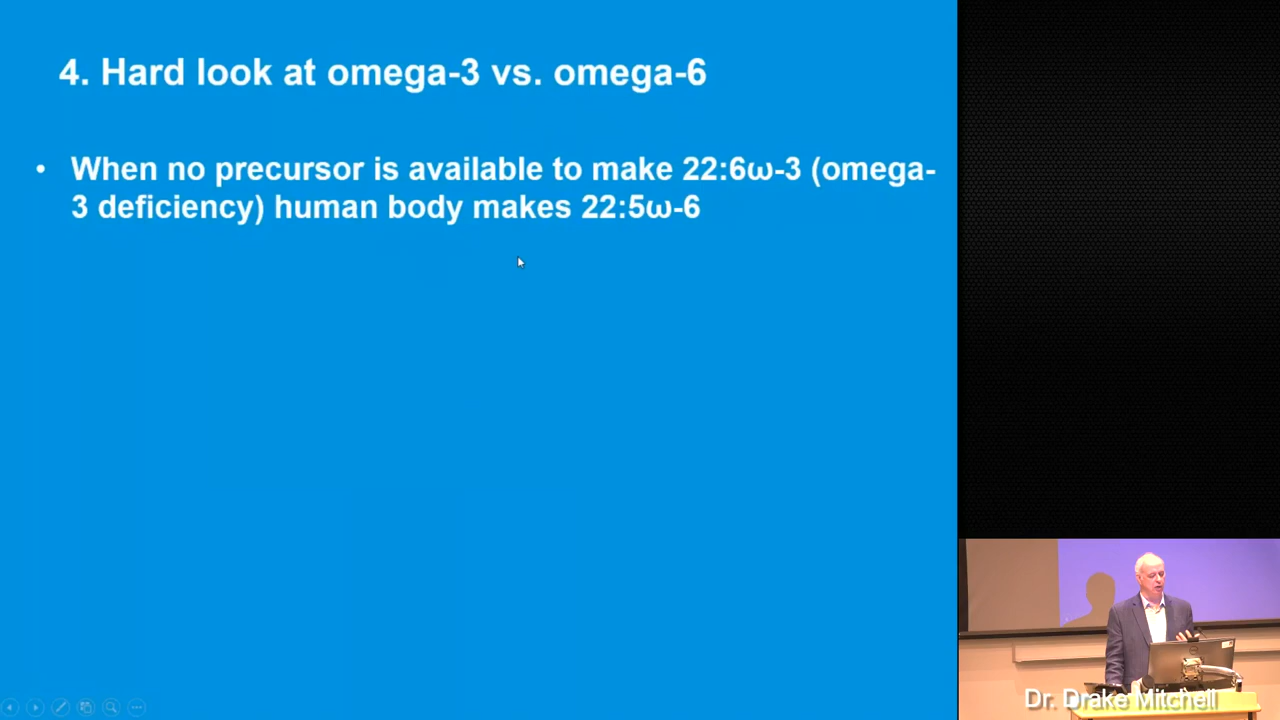 4. Hard look at omega-3 vs. omega-6
• When no precursor is available to make 22:6ω-3 (omega-
3 deficiency) human body makes 22:5ω-6
Dr. Drake Mitchell